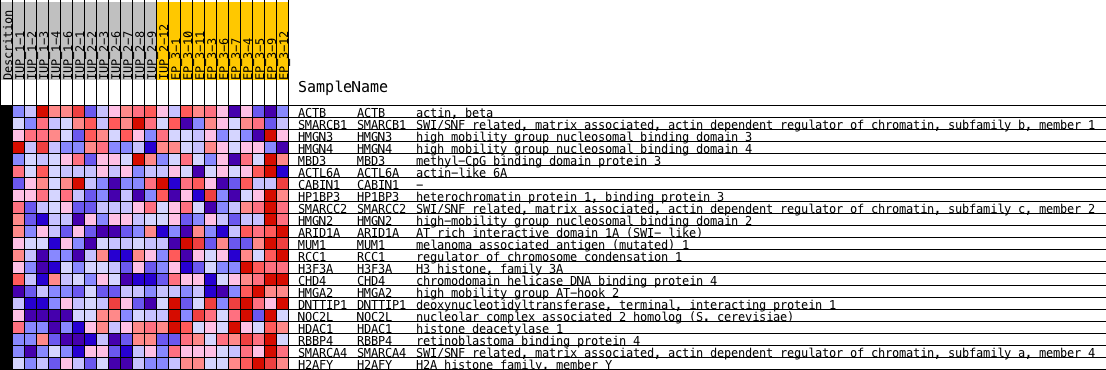 Descrition
IUP_1-1
IUP_1-2
IUP_1-3
IUP_1-4
IUP_1-6
IUP_2-1
IUP_2-2
IUP_2-3
IUP_2-6
IUP_2-7
IUP_2-8
IUP_2-9
IUP_2-12
EP_3-1
EP_3-10
EP_3-11
EP_3-3
EP_3-6
EP_3-7
EP_3-4
EP_3-5
EP_3-9
EP_3-12
SampleName
ACTB ACTB actin, beta
SMARCB1 SMARCB1 SWI/SNF related, matrix associated, actin dependent regulator of chromatin, subfamily b, member 1
HMGN3 HMGN3 high mobility group nucleosomal binding domain 3
HMGN4 HMGN4 high mobility group nucleosomal binding domain 4
MBD3 MBD3 methyl-CpG binding domain protein 3
ACTL6A ACTL6A actin-like 6A
CABIN1 CABIN1 -
HP1BP3 HP1BP3 heterochromatin protein 1, binding protein 3
SMARCC2 SMARCC2 SWI/SNF related, matrix associated, actin dependent regulator of chromatin, subfamily c, member 2
HMGN2 HMGN2 high-mobility group nucleosomal binding domain 2
ARID1A ARID1A AT rich interactive domain 1A (SWI- like)
MUM1 MUM1 melanoma associated antigen (mutated) 1
RCC1 RCC1 regulator of chromosome condensation 1
H3F3A H3F3A H3 histone, family 3A
CHD4 CHD4 chromodomain helicase DNA binding protein 4
HMGA2 HMGA2 high mobility group AT-hook 2
DNTTIP1 DNTTIP1 deoxynucleotidyltransferase, terminal, interacting protein 1
NOC2L NOC2L nucleolar complex associated 2 homolog (S. cerevisiae)
HDAC1 HDAC1 histone deacetylase 1
RBBP4 RBBP4 retinoblastoma binding protein 4
SMARCA4 SMARCA4 SWI/SNF related, matrix associated, actin dependent regulator of chromatin, subfamily a, member 4
H2AFY H2AFY H2A histone family, member Y